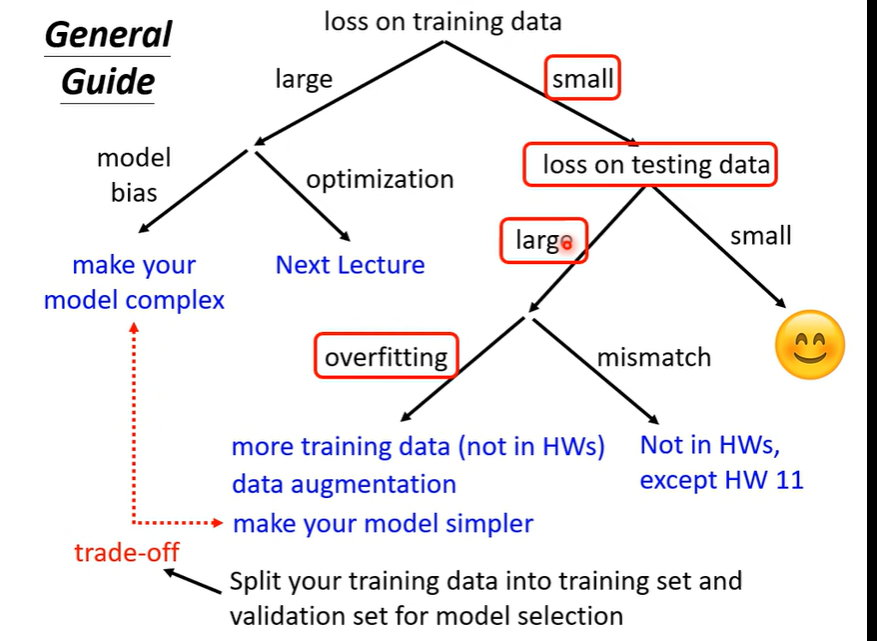 General
Guide
loss on training data
large
small
model
bias
optimization
loss on testing data
make your
model complex
Next Lecture
large
small
overfitting
mismatch
more training data (not in HWs)
data augmentation
make your model simpler
Not in HWs,
except HW 11
trade-off
Split your training data into training set and
validation set for model selection